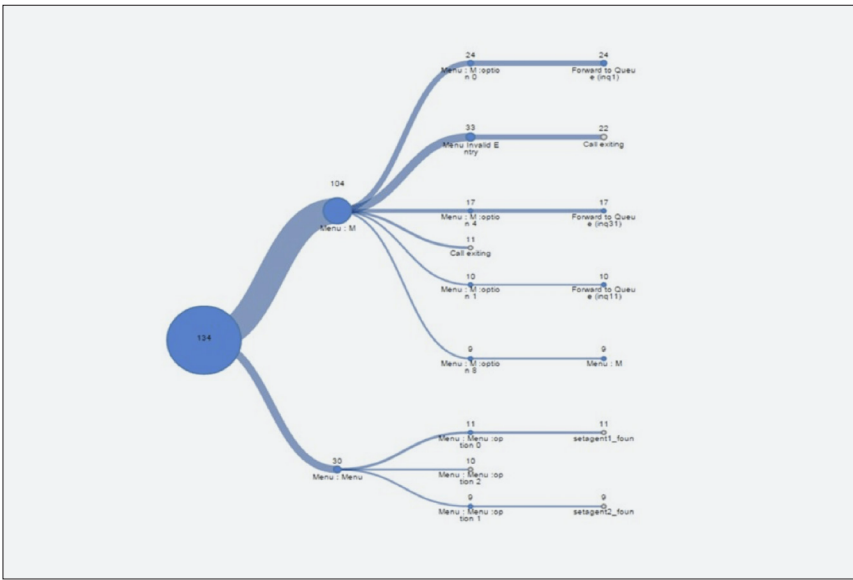 24
Menu : M :optio
n 0
24
Forward to Queu
e (inq1)
33
Menu Invalid E
ntry
22
Call exiting
104
Menu : M
17
Menu : M :optio
n 4
17
Forward to Queu
e (inq31)
11
Call exiting
10
Menu : M :optio
n 1
10
Forward to Queu
e (inq11)
9
Menu : M :optio
n 8
9
Menu : M
134
11
Menu : Menu :op
tion 0
11
setagent1_foun
30
Menu : Menu
10
Menu : Menu :op
tion 2
9
Menu : Menu :op
tion 1
9
setagent2_foun